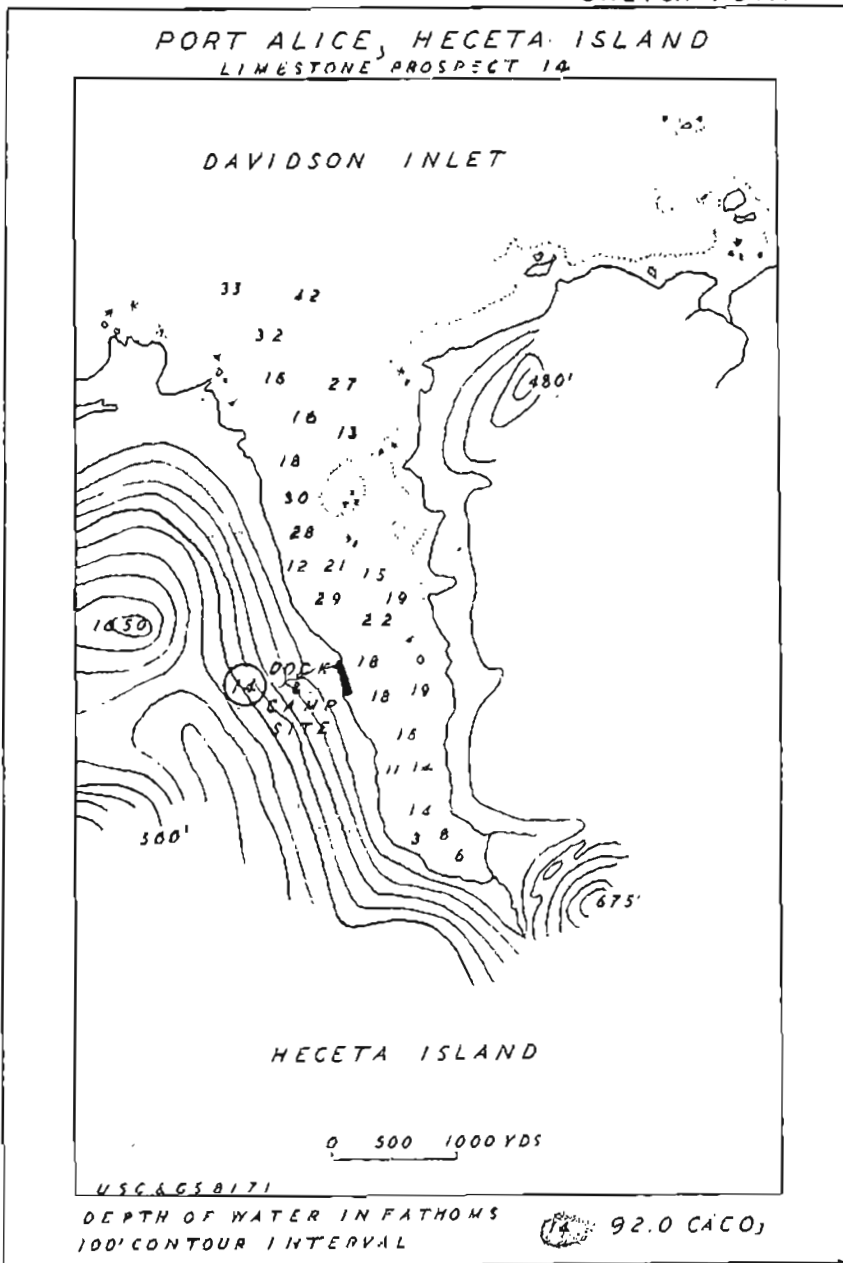 PORT ALICE, HECETA ISLAND
LIMESTONE PROSPECT 14
DAVIDSON INLET
33 42
32
16 27
16 13
18
30
28
12 21 15
29 19
22
480'
1650
18
14 DOCK
&
CAMP
SITE
18 19
15
11 14
14
3 8
6
500'
675'
HECETA ISLAND
0 500 1000 YDS
USC&GS 8171
DEPTH OF WATER IN FATHOMS
100' CONTOUR INTERVAL
14 92.0 CACO3